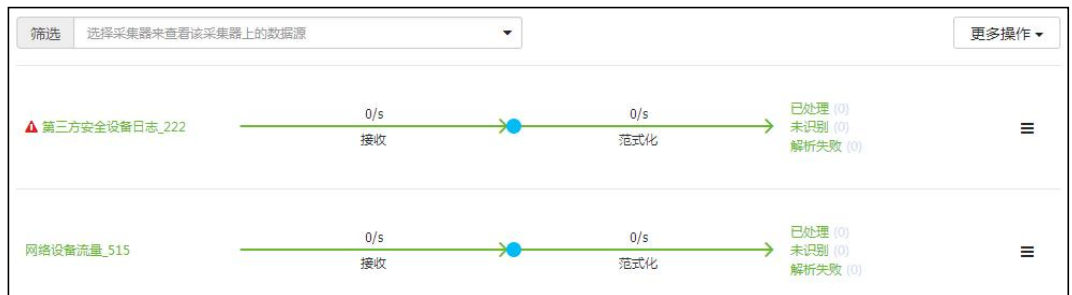 筛选 选择采集器来查看该采集器上的数据源 更多操作
第三方安全设备日志_222
0/s
接收
0/s
范式化
已处理 (0)
未识别 (0)
解析失败 (0)
网络设备流量_515
0/s
接收
0/s
范式化
已处理 (0)
未识别 (0)
解析失败 (0)